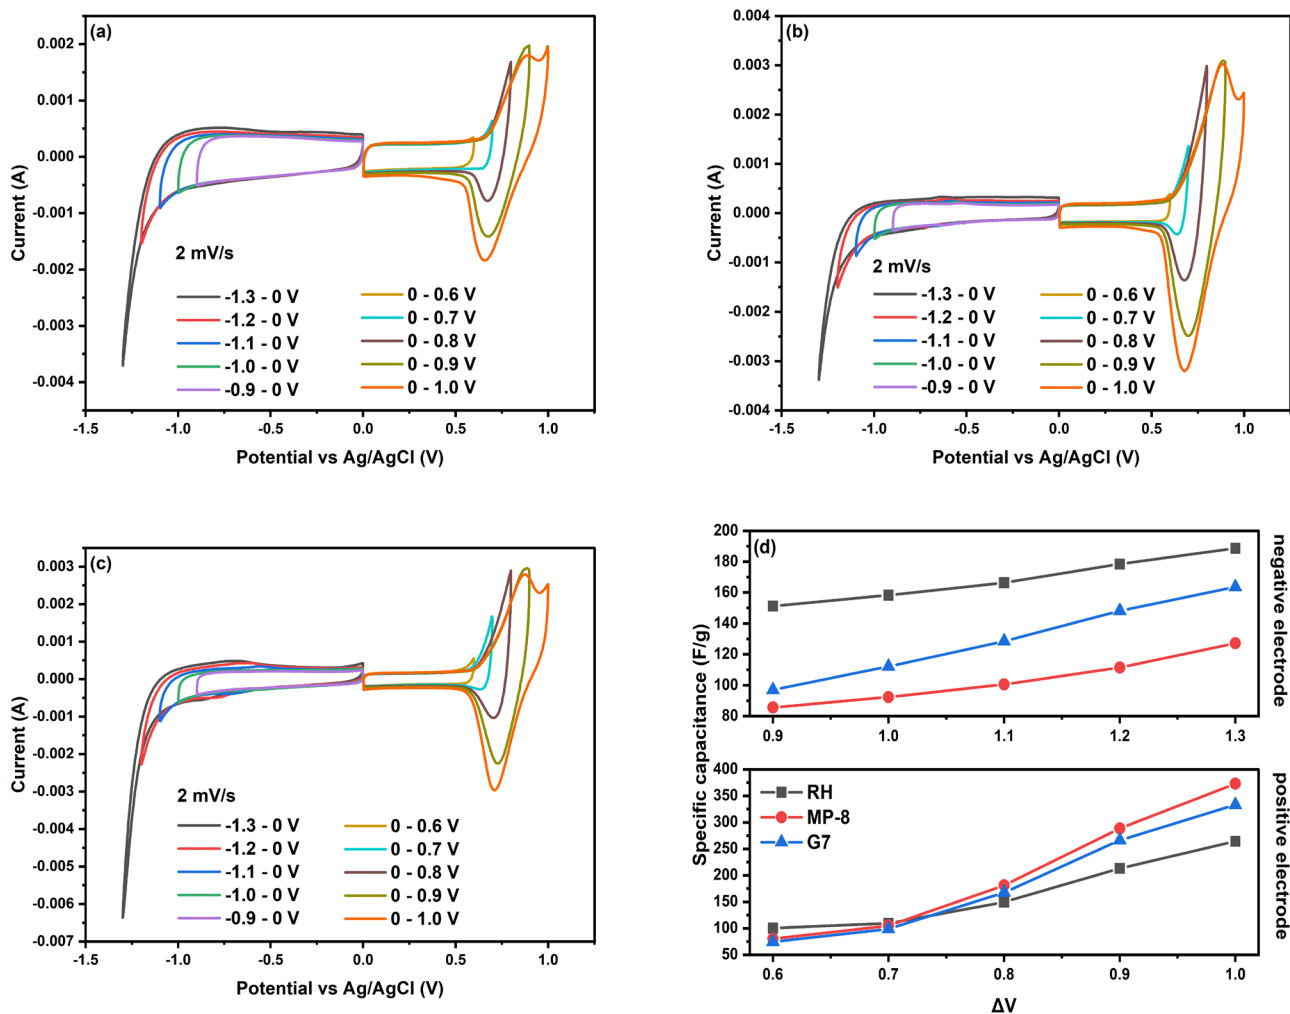 (a)
0.002
0.001
0.000
-0.001
-0.002
-0.003
-0.004
Current (A)
2 mV/s
-1.3 - 0 V
-1.2 - 0 V
-1.1 - 0 V
-1.0 - 0 V
-0.9 - 0 V
0 - 0.6 V
0 - 0.7 V
0 - 0.8 V
0 - 0.9 V
0 - 1.0 V
-1.5 -1.0 -0.5 0.0 0.5 1.0
Potential vs Ag/AgCl (V)
(b)
0.004
0.003
0.002
0.001
0.000
-0.001
-0.002
-0.003
-0.004
Current (A)
2 mV/s
-1.3 - 0 V
-1.2 - 0 V
-1.1 - 0 V
-1.0 - 0 V
-0.9 - 0 V
0 - 0.6 V
0 - 0.7 V
0 - 0.8 V
0 - 0.9 V
0 - 1.0 V
-1.5 -1.0 -0.5 0.0 0.5 1.0
Potential vs Ag/AgCl (V)
(c)
0.003
0.002
0.001
0.000
-0.001
-0.002
-0.003
-0.004
-0.005
-0.006
-0.007
Current (A)
2 mV/s
-1.3 - 0 V
-1.2 - 0 V
-1.1 - 0 V
-1.0 - 0 V
-0.9 - 0 V
0 - 0.6 V
0 - 0.7 V
0 - 0.8 V
0 - 0.9 V
0 - 1.0 V
-1.5 -1.0 -0.5 0.0 0.5 1.0
Potential vs Ag/AgCl (V)
(d)
200
180
160
140
120
100
80
0.9 1.0 1.1 1.2 1.3
negative electrode
Specific capacitance (F/g)
400
350
300
250
200
150
100
50
RH
MP-8
G7
0.6 0.7 0.8 0.9 1.0
positive electrode
ΔV